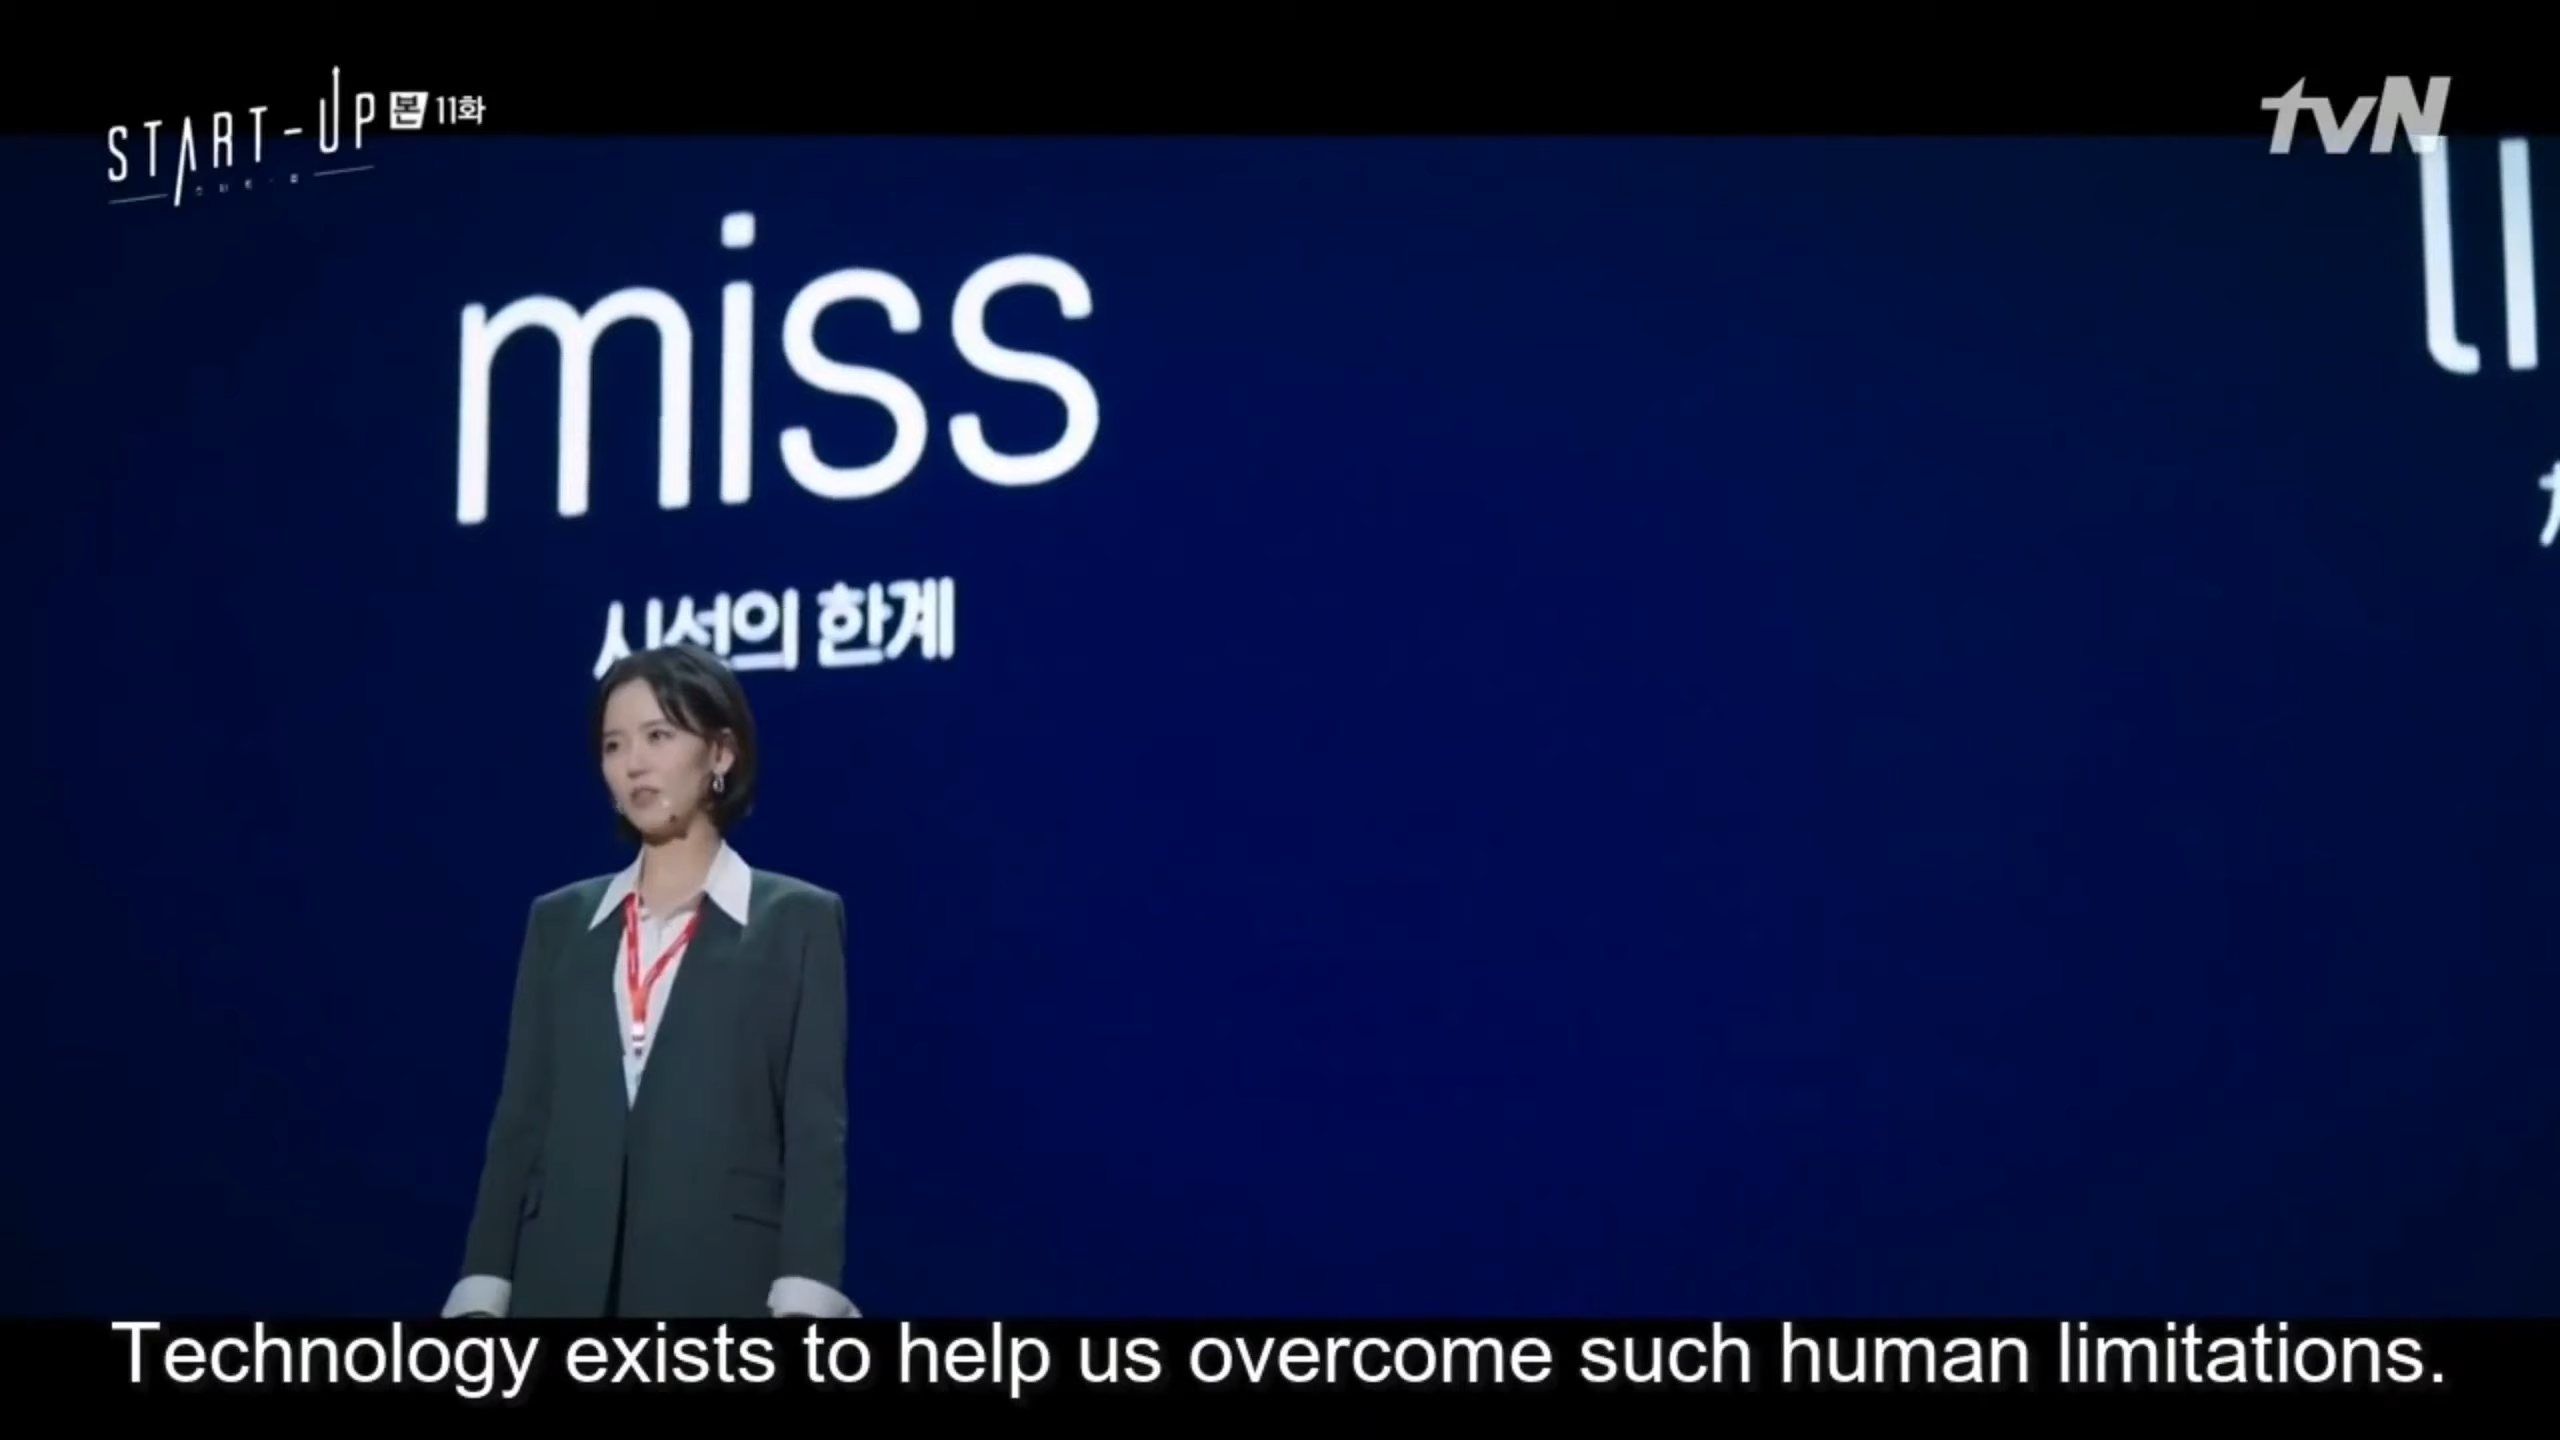 START-UP 본 11화
tvN
miss
시선의 한계
Technology exists to help us overcome such human limitations.